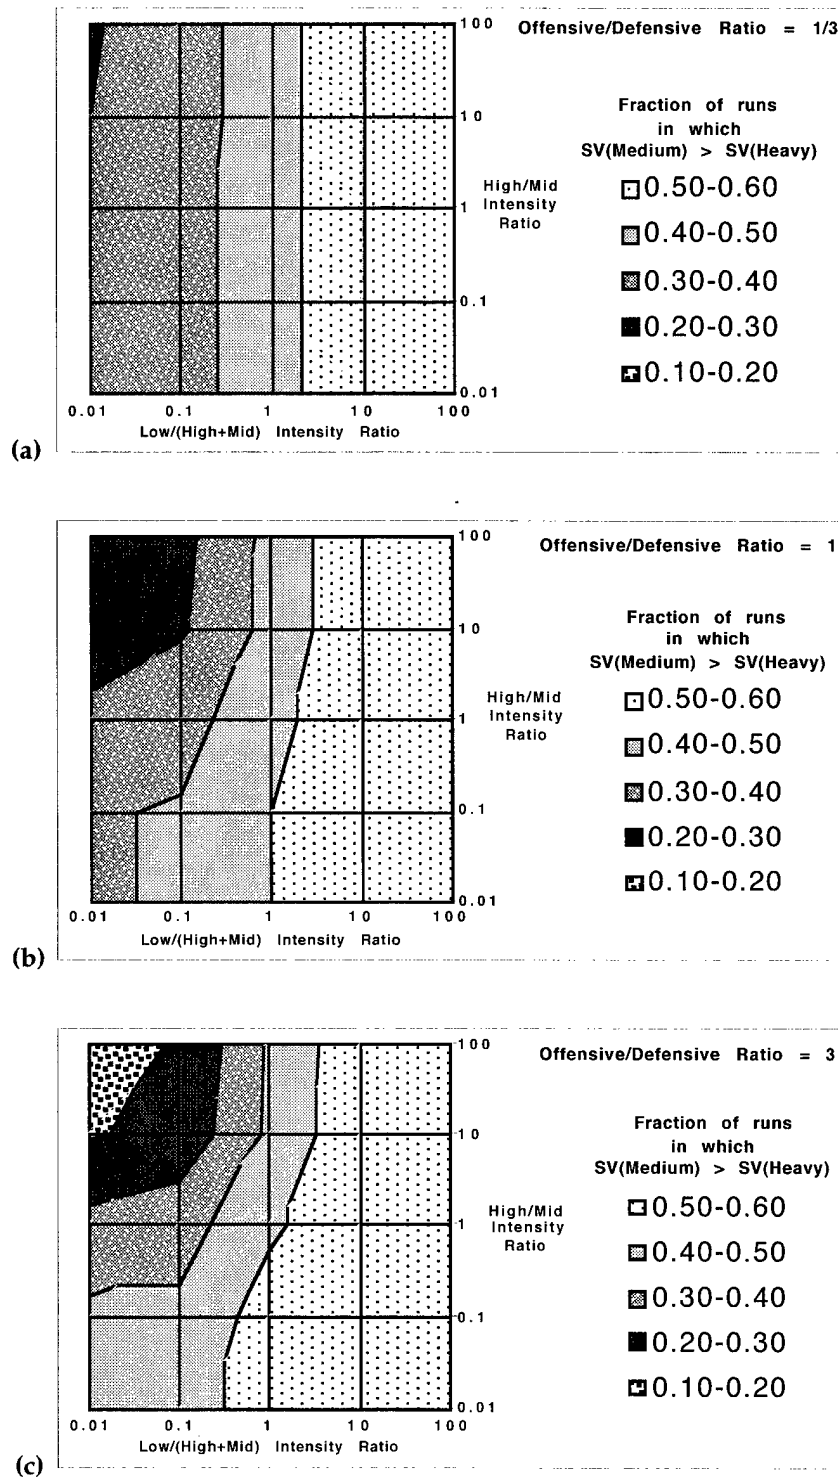 Offensive/Defensive Ratio = 1/3
100
10
1
0.1
0.01
High/Mid
Intensity
Ratio
Fraction of runs
in which
SV(Medium) > SV(Heavy)
0.50-0.60
0.40-0.50
0.30-0.40
0.20-0.30
0.10-0.20
0.01 0.1 1 10 100
Low/(High+Mid) Intensity Ratio
(a)
Offensive/Defensive Ratio = 1
100
10
1
0.1
0.01
High/Mid
Intensity
Ratio
Fraction of runs
in which
SV(Medium) > SV(Heavy)
0.50-0.60
0.40-0.50
0.30-0.40
0.20-0.30
0.10-0.20
0.01 0.1 1 10 100
Low/(High+Mid) Intensity Ratio
(b)
Offensive/Defensive Ratio = 3
100
10
1
0.1
0.01
High/Mid
Intensity
Ratio
Fraction of runs
in which
SV(Medium) > SV(Heavy)
0.50-0.60
0.40-0.50
0.30-0.40
0.20-0.30
0.10-0.20
0.01 0.1 1 10 100
Low/(High+Mid) Intensity Ratio
(c)